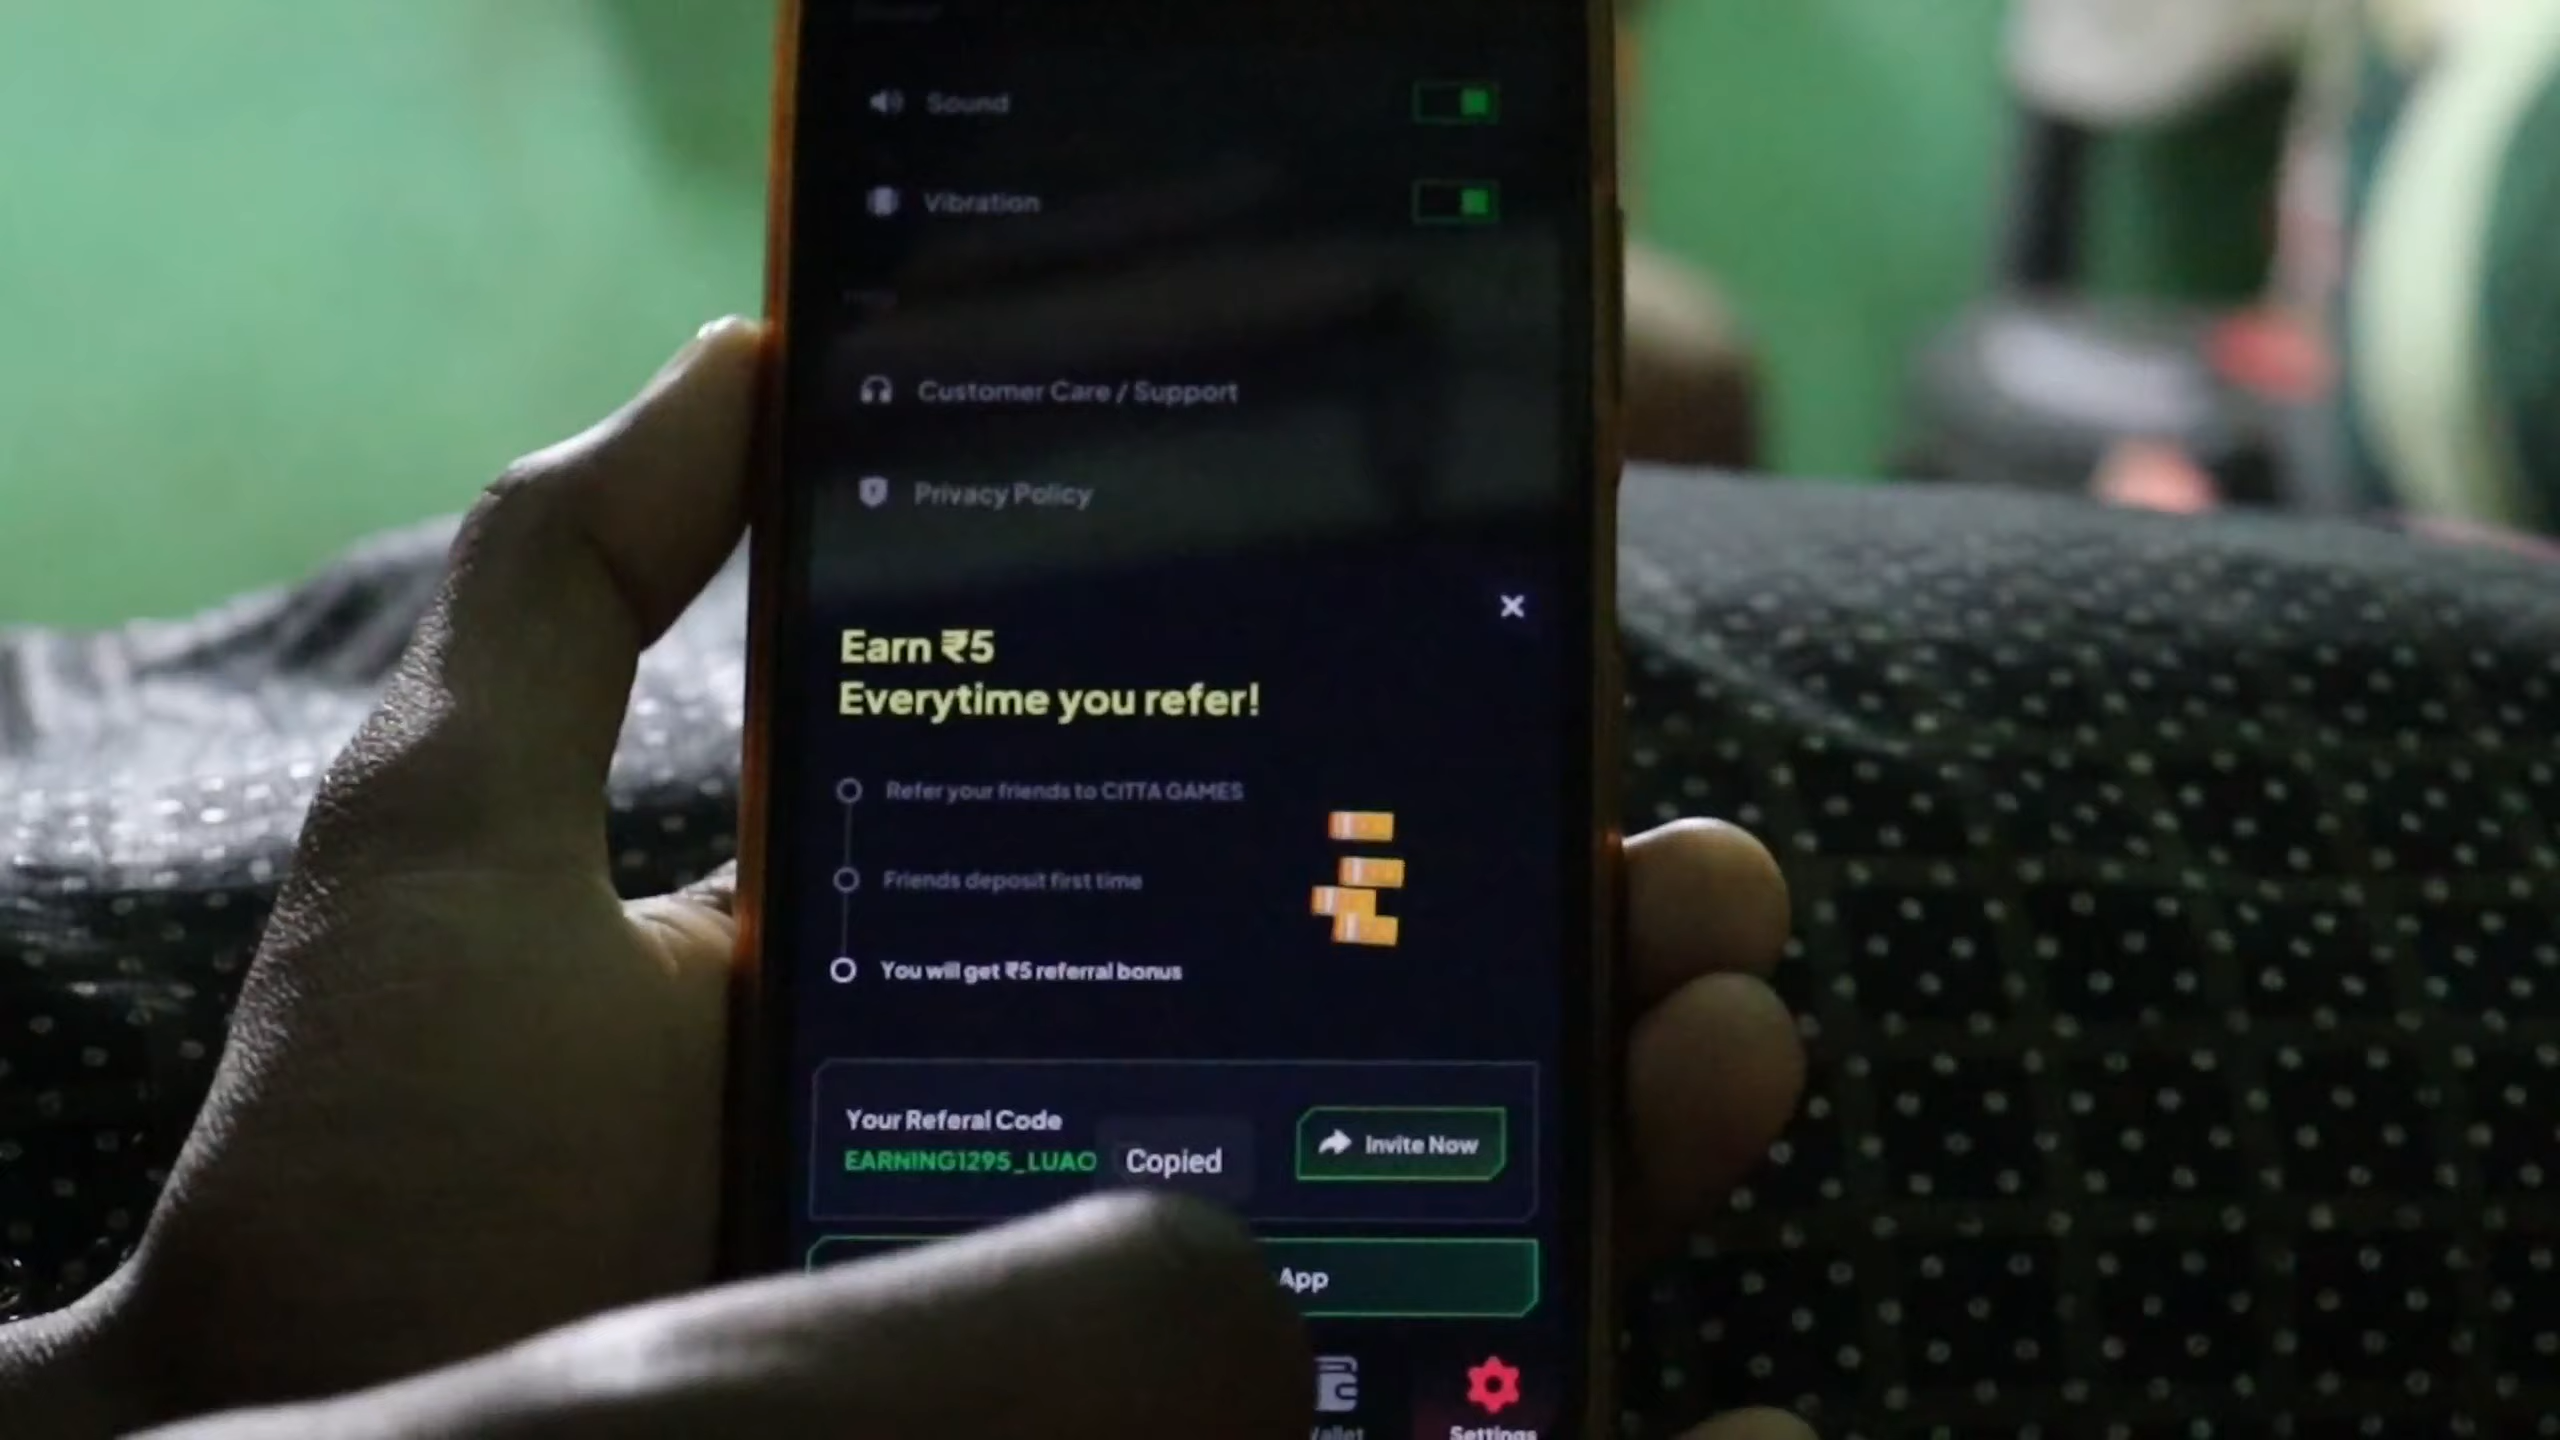 Sound
Vibration
Customer Care / Support
Privacy Policy
Earn ₹5
Everytime you refer!
Refer your friends to CITTA GAMES
Friends deposit first time
You will get ₹5 referral bonus
Your Referal Code
EARNING1295_LUAO
Copied
Invite Now
App
Settings